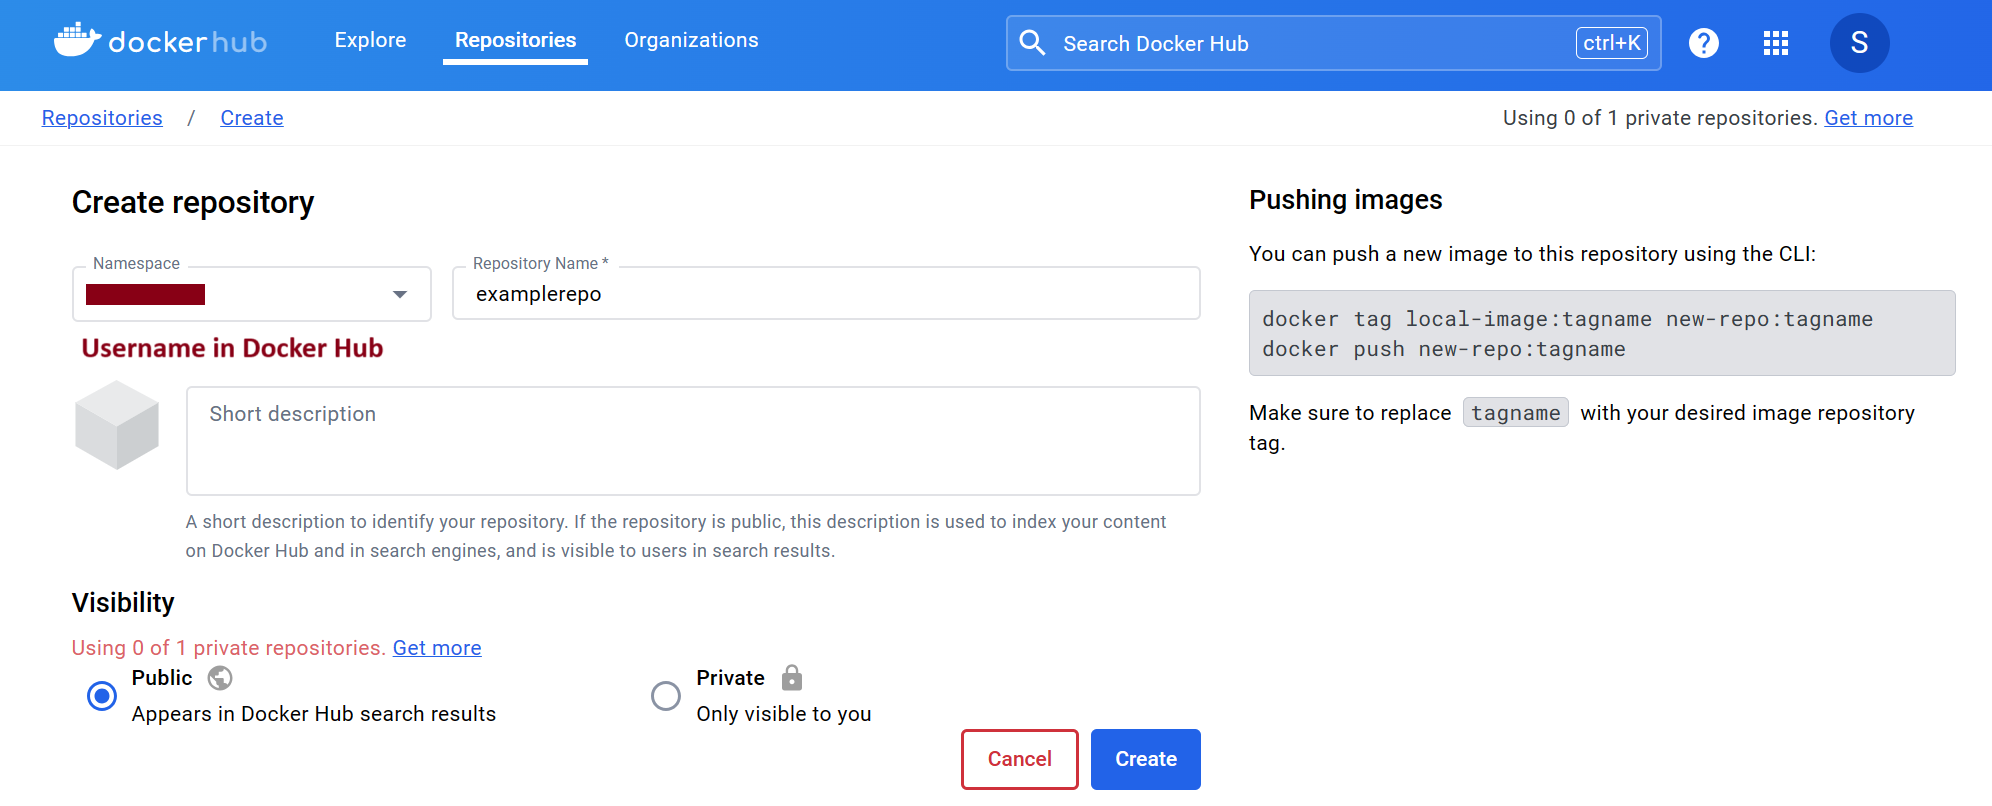 dockerhub
Explore
Repositories
Organizations
Search Docker Hub
ctrl+K
?
S
Repositories / Create
Using 0 of 1 private repositories. Get more
Create repository
Namespace
Repository Name *
examplerepo
Username in Docker Hub
Short description
A short description to identify your repository. If the repository is public, this description is used to index your content
on Docker Hub and in search engines, and is visible to users in search results.
Visibility
Using 0 of 1 private repositories. Get more
Public
Appears in Docker Hub search results
Private
Only visible to you
Cancel
Create
Pushing images
You can push a new image to this repository using the CLI:
docker tag local-image:tagname new-repo:tagname
docker push new-repo:tagname
Make sure to replace tagname with your desired image repository
tag.